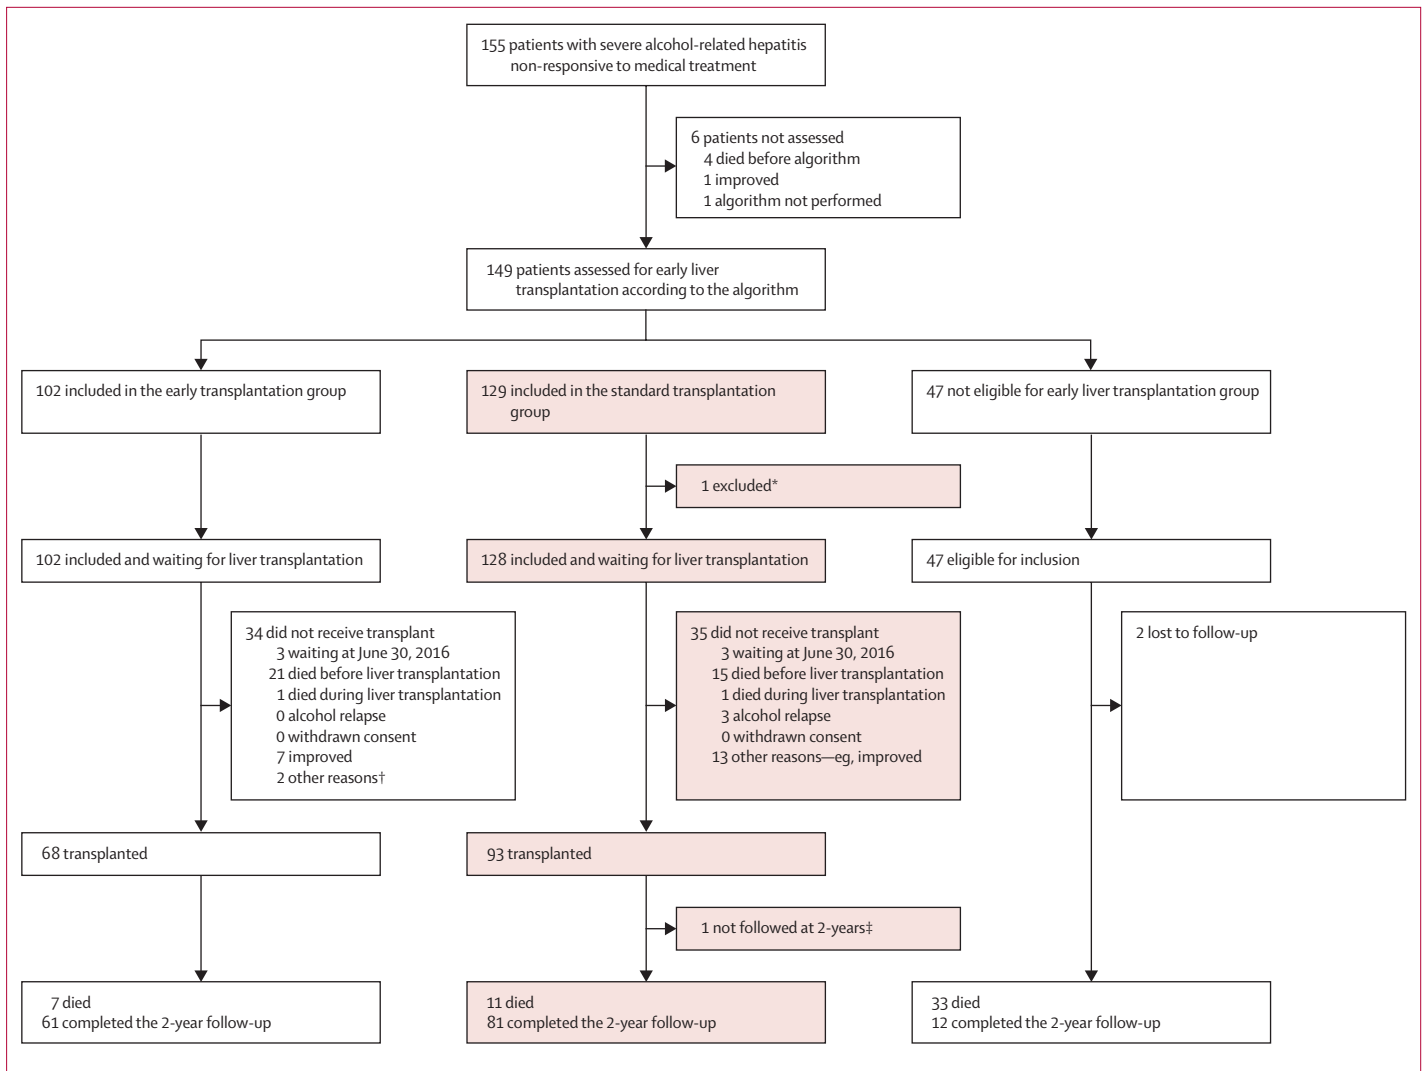 155 patients with severe alcohol-related hepatitis
non-responsive to medical treatment
6 patients not assessed
4 died before algorithm
1 improved
1 algorithm not performed
149 patients assessed for early liver
transplantation according to the algorithm
102 included in the early transplantation group
129 included in the standard transplantation
group
47 not eligible for early liver transplantation group
1 excluded*
102 included and waiting for liver transplantation
128 included and waiting for liver transplantation
47 eligible for inclusion
34 did not receive transplant
3 waiting at June 30, 2016
21 died before liver transplantation
1 died during liver transplantation
0 alcohol relapse
0 withdrawn consent
7 improved
2 other reasons†
35 did not receive transplant
3 waiting at June 30, 2016
15 died before liver transplantation
1 died during liver transplantation
3 alcohol relapse
0 withdrawn consent
13 other reasons—eg, improved
2 lost to follow-up
68 transplanted
93 transplanted
1 not followed at 2-years‡
7 died
61 completed the 2-year follow-up
11 died
81 completed the 2-year follow-up
33 died
12 completed the 2-year follow-up